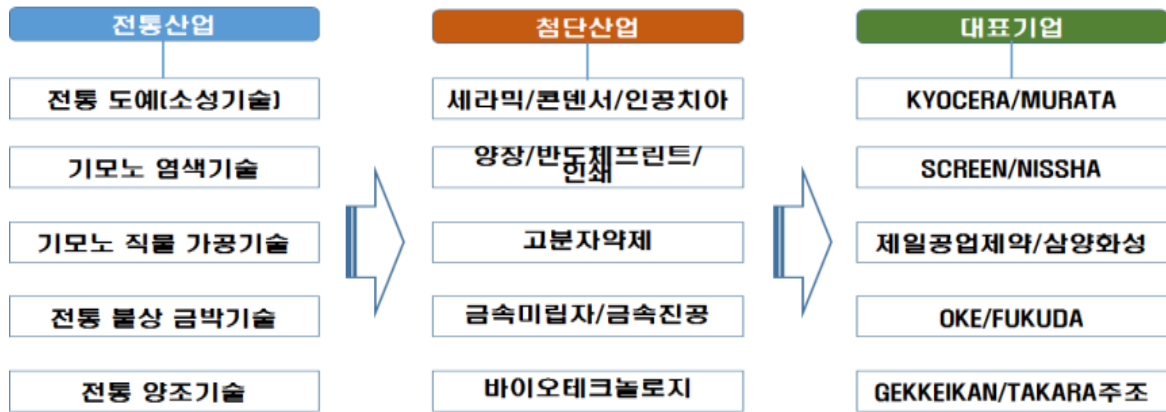 전통산업 첨단산업 대표기업
전통 도예(소성기술) 세라믹/콘덴서/인공치아 KYOCERA/MURATA
기모노 염색기술 양장/반도체프린트/
인쇄 SCREEN/NISSHA
기모노 직물 가공기술 고분자약제 제일공업제약/삼양화성
전통 불상 금박기술 금속미립자/금속진공 OKE/FUKUDA
전통 양조기술 바이오테크놀로지 GEKKEIKAN/TAKARA주조